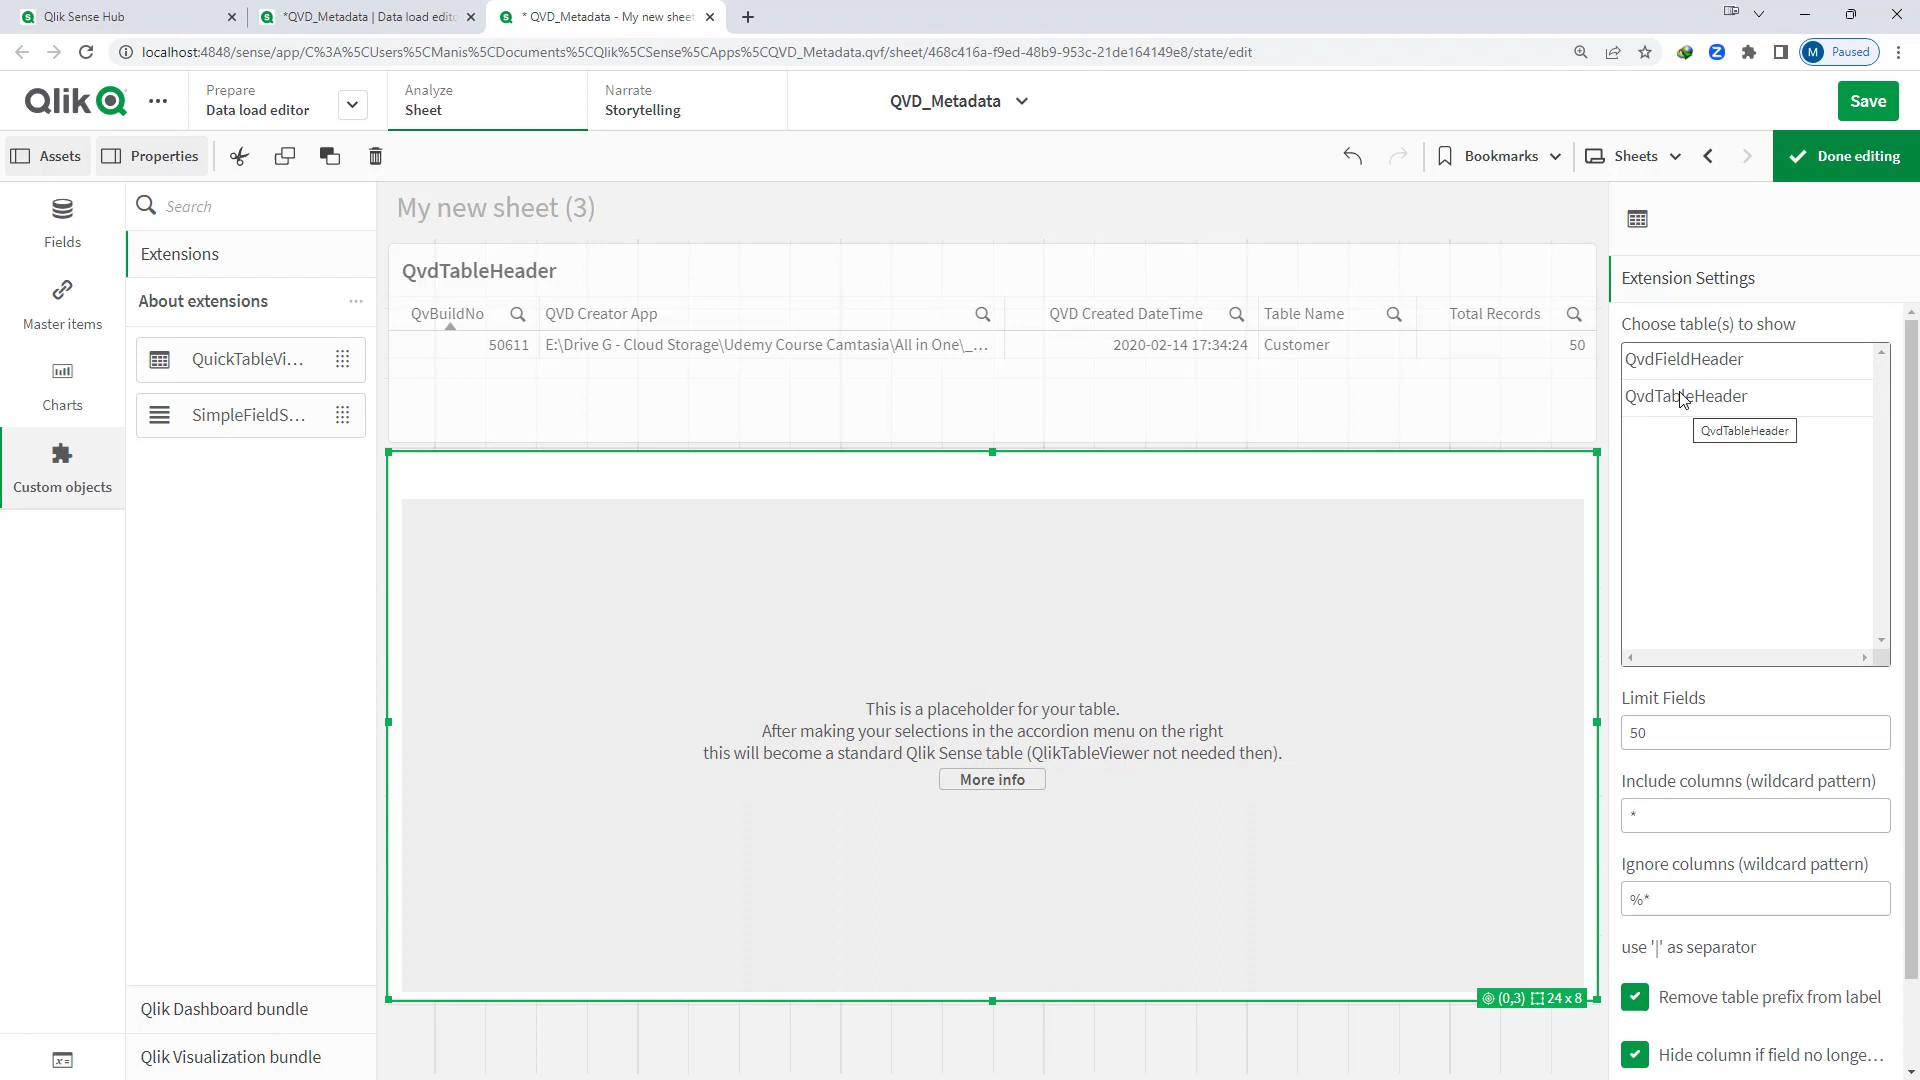 Qlik Sense Hub
*QVD_Metadata | Data load edito
* QVD_Metadata - My new sheet
localhost:4848/sense/app/C%3A%5CUsers%5CManis%5CDocuments%5CQlik%5CSense%5CApps%5CQVD_Metadata.qvf/sheet/468c416a-f9ed-48b9-953c-21de164149e8/state/edit
M Paused
Qlik
Prepare
Data load editor
Analyze
Sheet
Narrate
Storytelling
QVD_Metadata
Save
Assets
Properties
Bookmarks
Sheets
Done editing
Fields
Master items
Charts
Custom objects
Search
Extensions
About extensions
QuickTableVi...
SimpleFieldS...
Qlik Dashboard bundle
Qlik Visualization bundle
My new sheet (3)
QvdTableHeader
QvBuildNo QVD Creator App QVD Created DateTime Table Name Total Records
50611 E:\Drive G - Cloud Storage\Udemy Course Camtasia\All in One\_... 2020-02-14 17:34:24 Customer 50
This is a placeholder for your table.
After making your selections in the accordion menu on the right
this will become a standard Qlik Sense table (QlikTableViewer not needed then).
More info
(0,3) 24 x 8
Extension Settings
Choose table(s) to show
QvdFieldHeader
QvdTableHeader
QvdTableHeader
Limit Fields
50
Include columns (wildcard pattern)
*
Ignore columns (wildcard pattern)
%*
use '|' as separator
Remove table prefix from label
Hide column if field no longe...